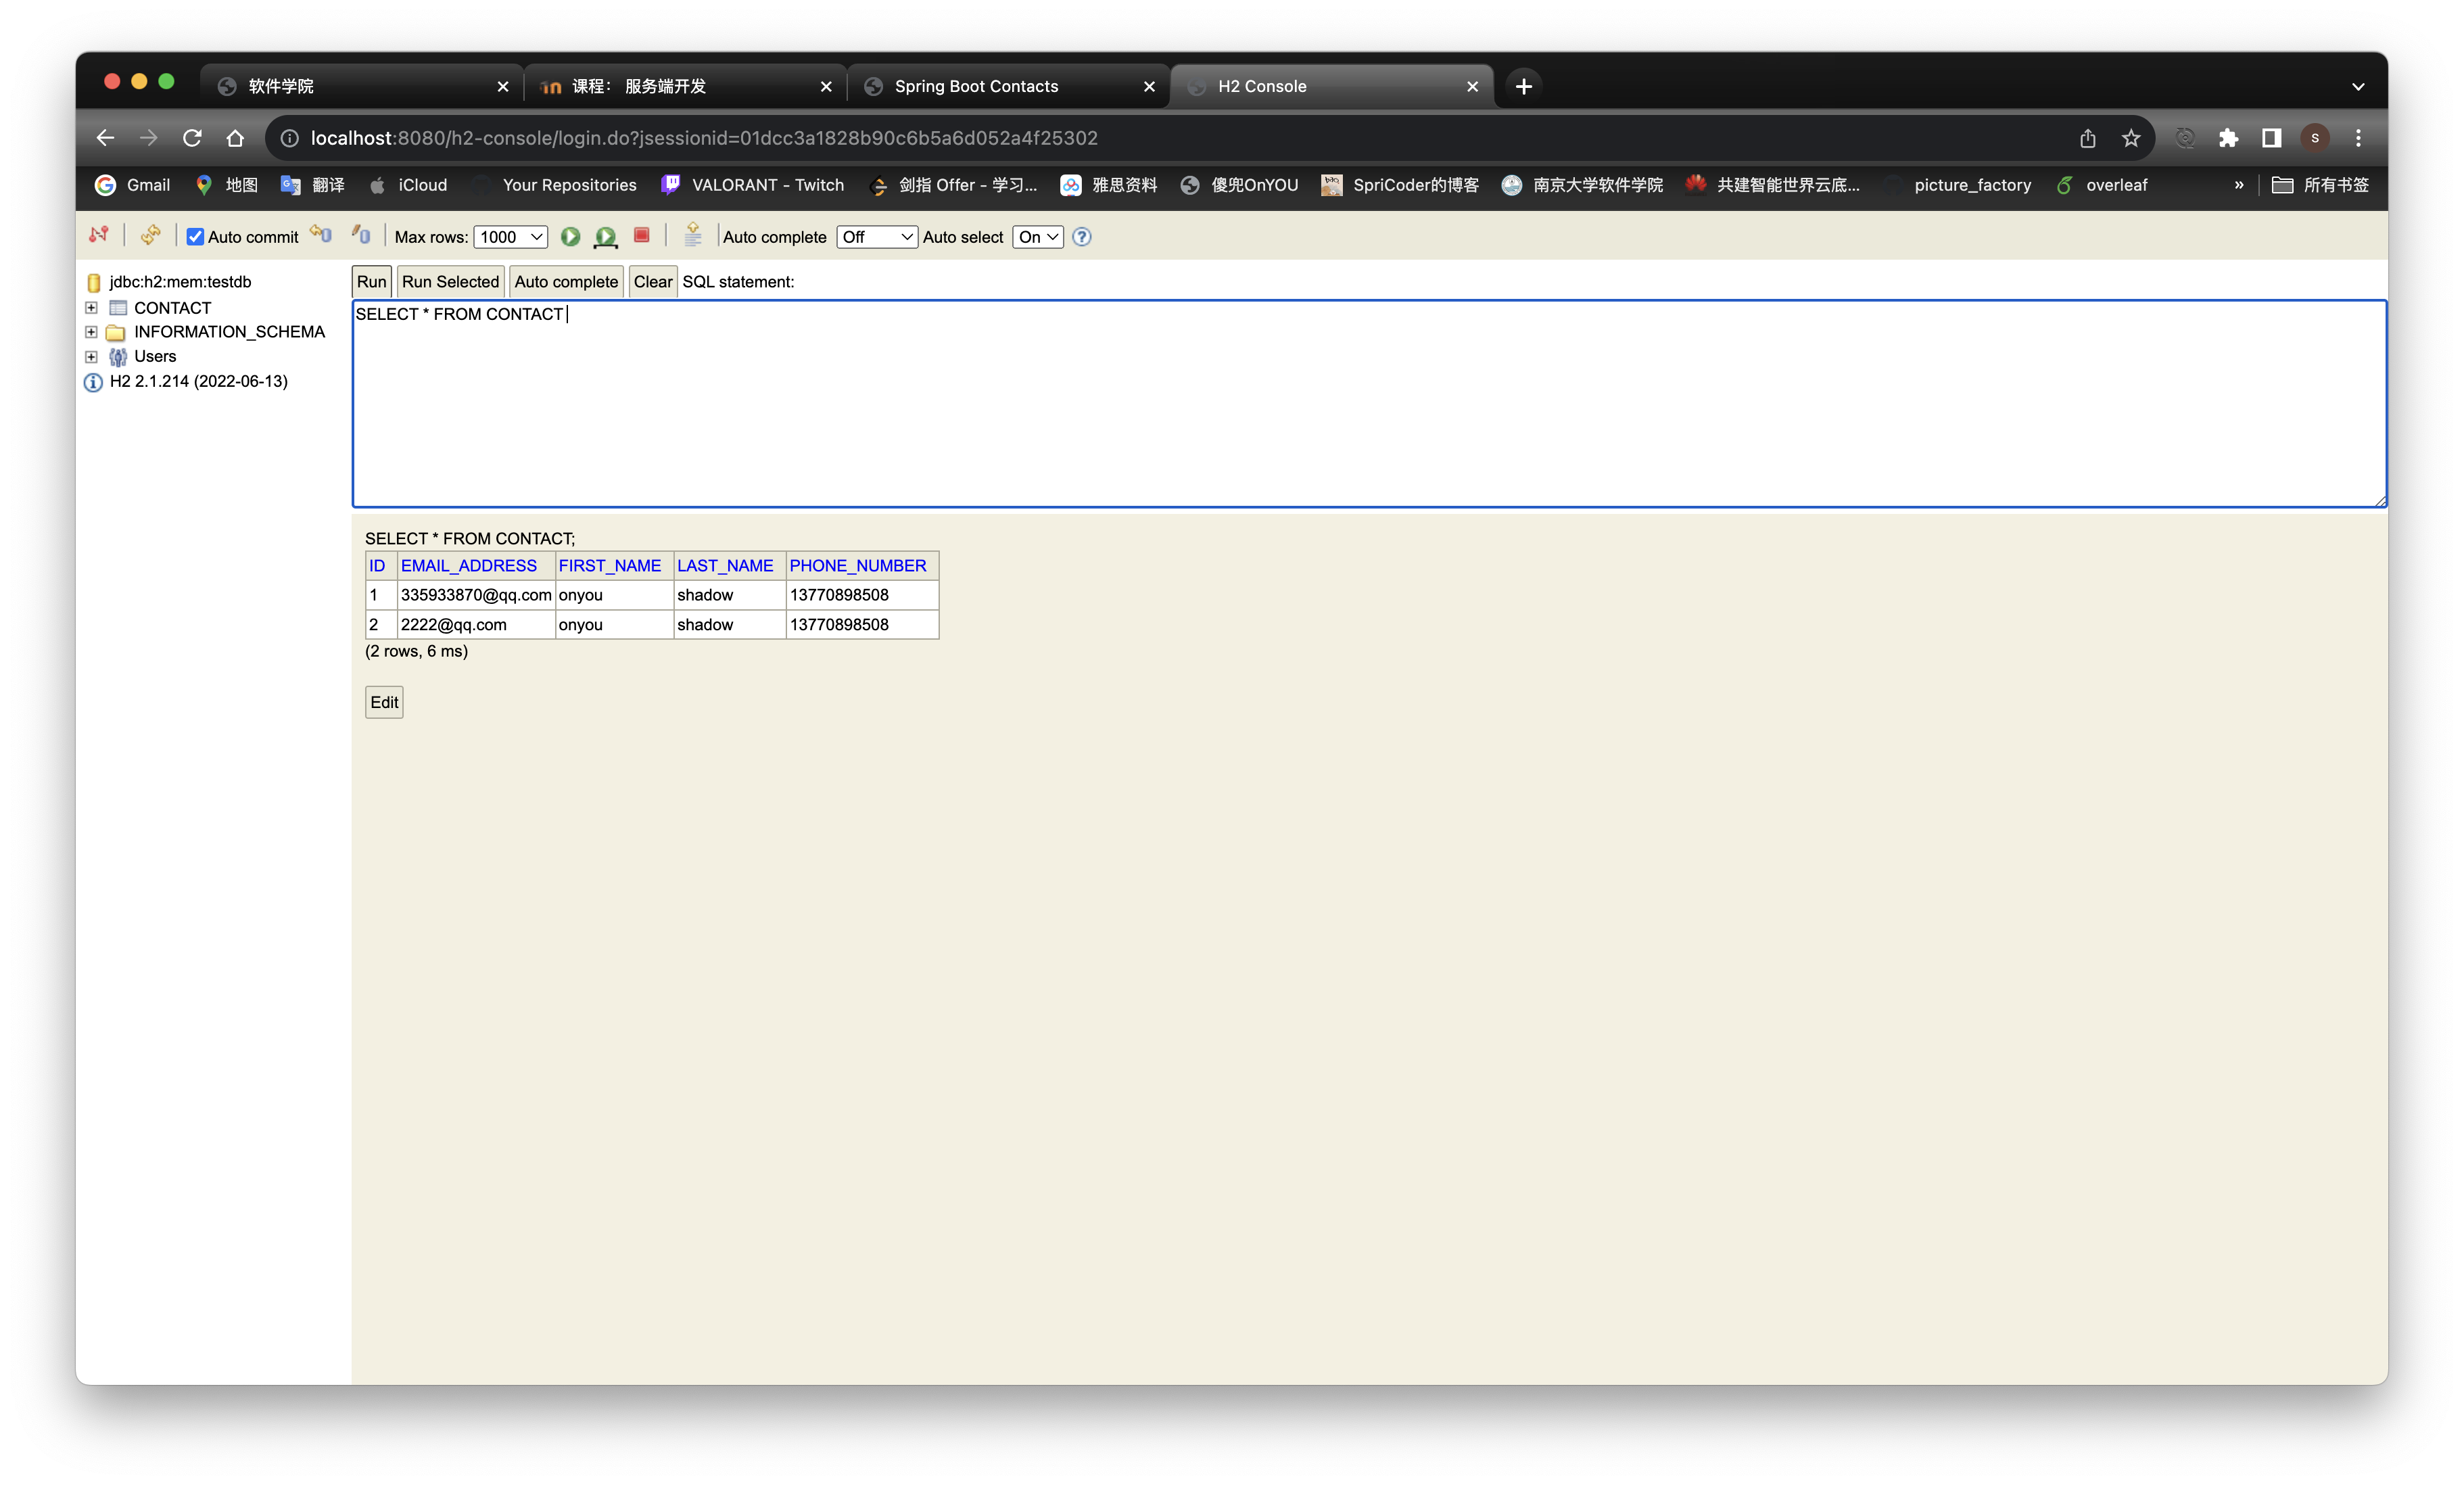 软件学院
课程： 服务端开发
Spring Boot Contacts
H2 Console
localhost:8080/h2-console/login.do?jsessionid=01dcc3a1828b90c6b5a6d052a4f25302
S
Gmail
地图
翻译
iCloud
Your Repositories
VALORANT - Twitch
剑指 Offer - 学习...
雅思资料
傻兜OnYOU
SpriCoder的博客
南京大学软件学院
共建智能世界云底...
picture_factory
overleaf
»
所有书签
Auto commit
Max rows: 1000
Auto complete Off
Auto select On
jdbc:h2:mem:testdb
CONTACT
INFORMATION_SCHEMA
Users
H2 2.1.214 (2022-06-13)
Run Run Selected Auto complete Clear SQL statement:
SELECT * FROM CONTACT
SELECT * FROM CONTACT;
ID EMAIL_ADDRESS FIRST_NAME LAST_NAME PHONE_NUMBER
1 335933870@qq.com onyou shadow 13770898508
2 2222@qq.com onyou shadow 13770898508
(2 rows, 6 ms)
Edit